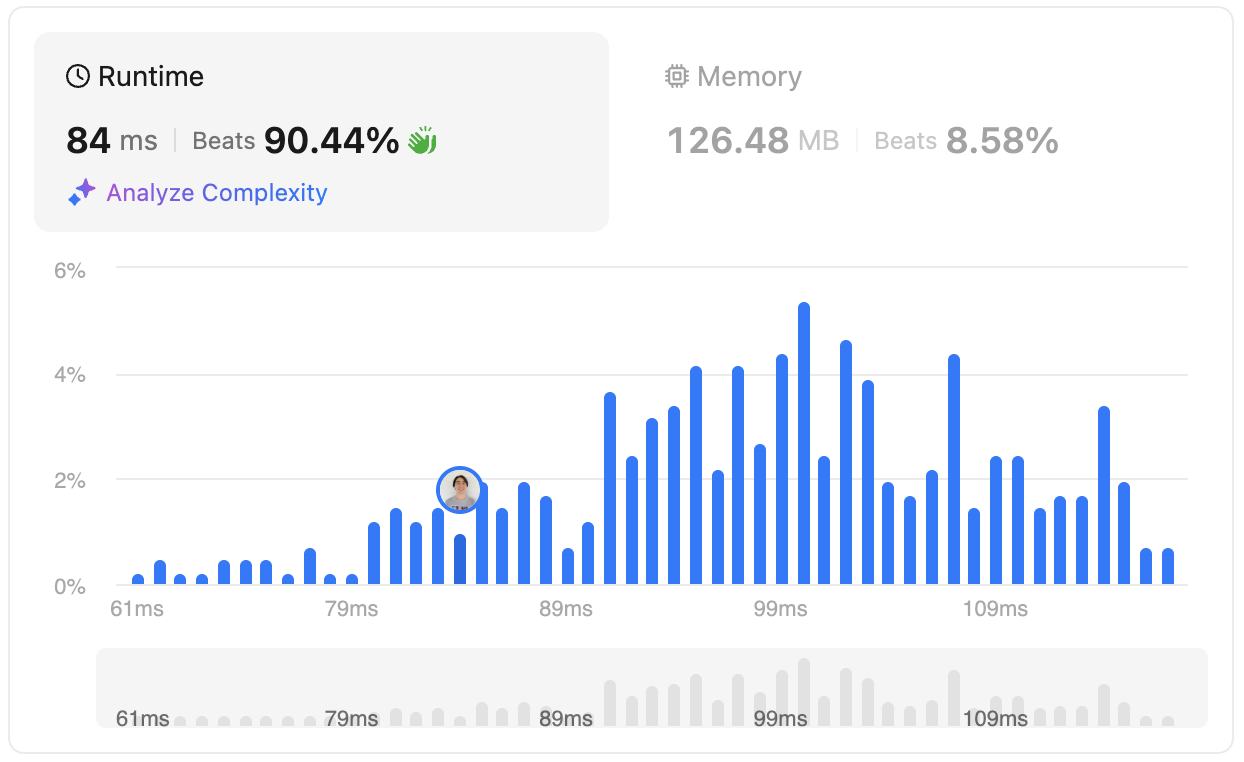 Runtime
84 ms Beats 90.44%
Analyze Complexity
Memory
126.48 MB Beats 8.58%
6%
4%
2%
0%
61ms 79ms 89ms 99ms 109ms
61ms 79ms 89ms 99ms 109ms